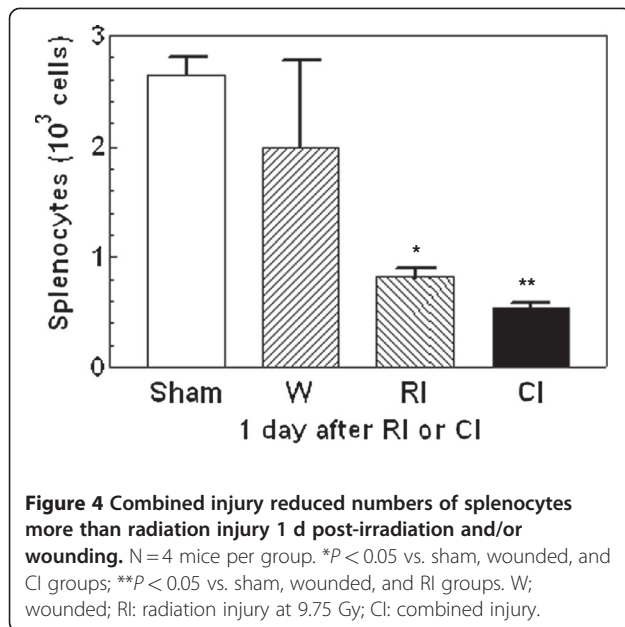 3
2
1
0
Splenocytes (10³ cells)
*
**
Sham W RI CI
1 day after RI or CI
Figure 4 Combined injury reduced numbers of splenocytes
more than radiation injury 1 d post-irradiation and/or
wounding. N = 4 mice per group. *P < 0.05 vs. sham, wounded, and
CI groups; **P < 0.05 vs. sham, wounded, and RI groups. W;
wounded; RI: radiation injury at 9.75 Gy; CI: combined injury.